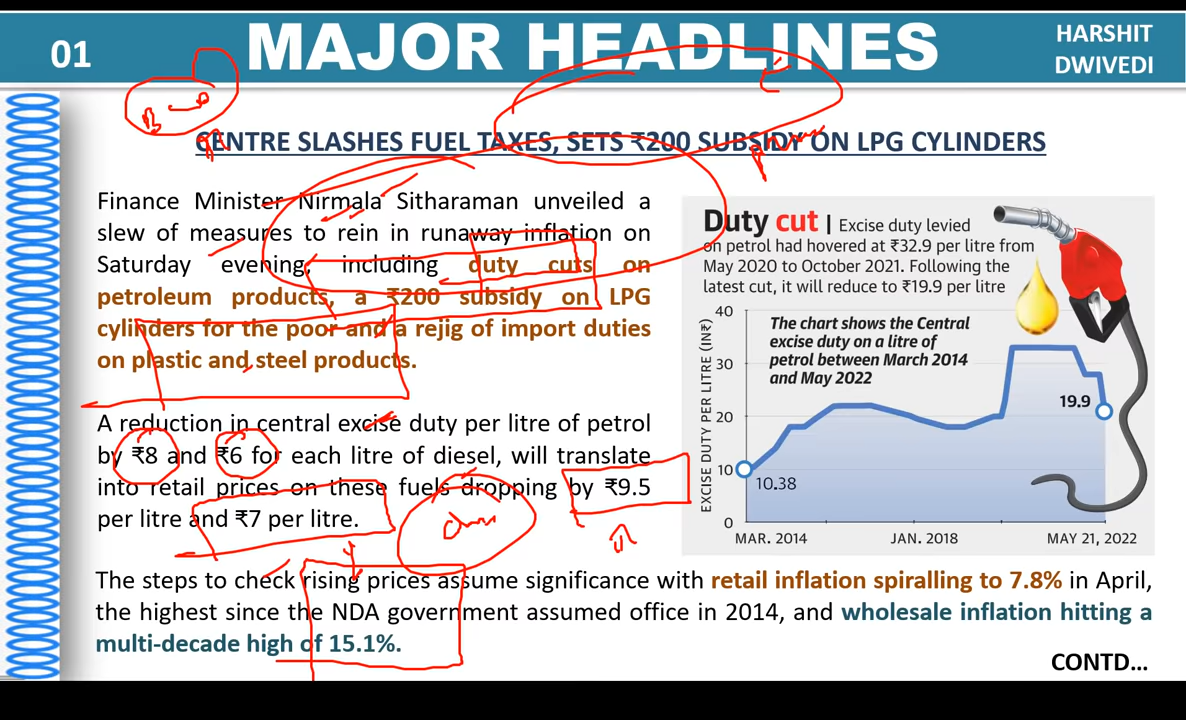 01
MAJOR HEADLINES
HARSHIT
DWIVEDI
CENTRE SLASHES FUEL TAXES, SETS ₹200 SUBSIDY ON LPG CYLINDERS
Finance Minister Nirmala Sitharaman unveiled a
slew of measures to rein in runaway inflation on
Saturday evening, including duty cuts on
petroleum products, a ₹200 subsidy on LPG
cylinders for the poor and a rejig of import duties
on plastic and steel products.
A reduction in central excise duty per litre of petrol
by ₹8 and ₹6 for each litre of diesel, will translate
into retail prices on these fuels dropping by ₹9.5
per litre and ₹7 per litre.
Duty cut | Excise duty levied
on petrol had hovered at ₹32.9 per litre from
May 2020 to October 2021. Following the
latest cut, it will reduce to ₹19.9 per litre
The chart shows the Central
excise duty on a litre of
petrol between March 2014
and May 2022
EXCISE DUTY PER LITRE (IN₹)
40
30
20
10
0
10.38
19.9
MAR. 2014
JAN. 2018
MAY 21, 2022
The steps to check rising prices assume significance with retail inflation spiralling to 7.8% in April,
the highest since the NDA government assumed office in 2014, and wholesale inflation hitting a
multi-decade high of 15.1%.
CONTD...